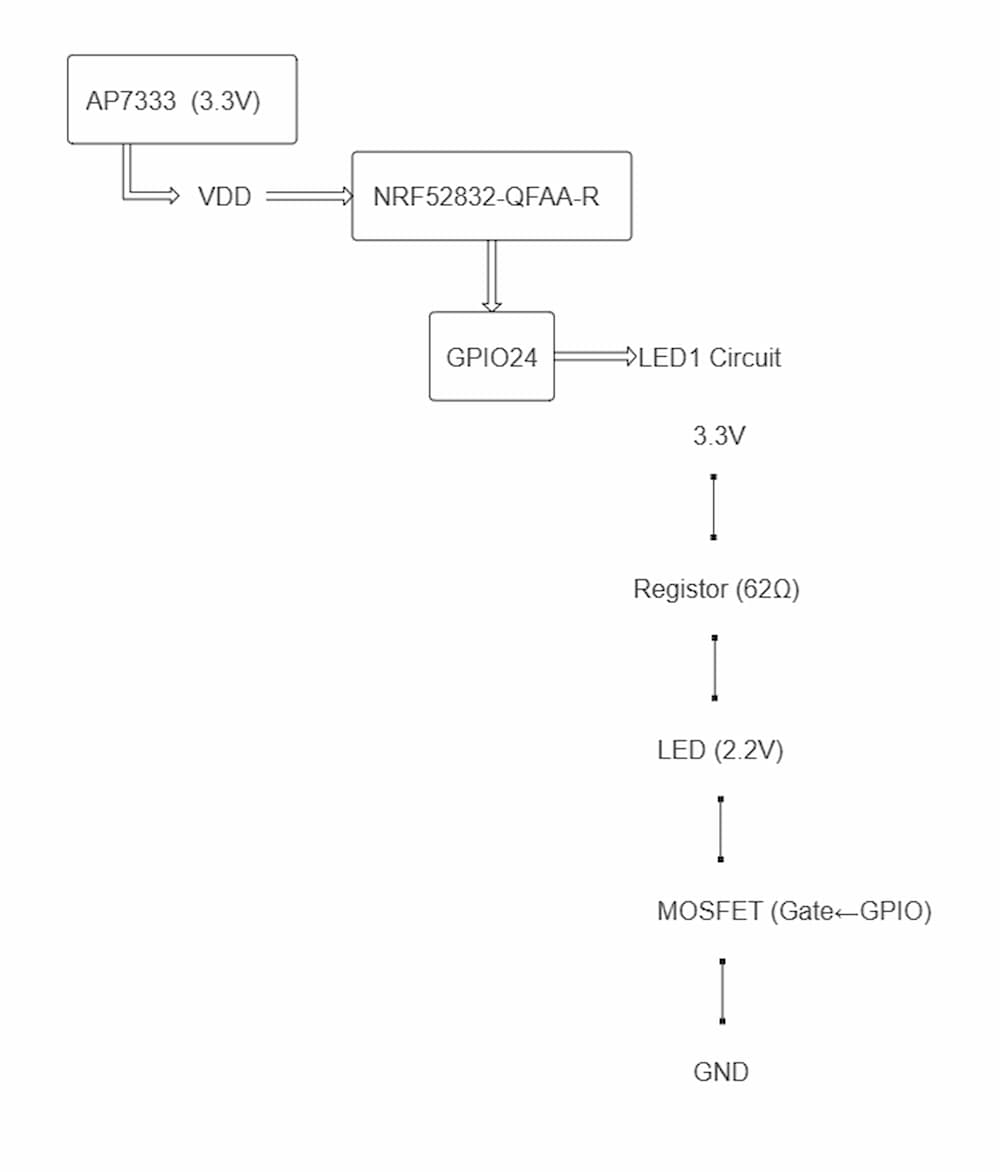 AP7333 (3.3V)
VDD
NRF52832-QFAA-R
GPIO24
LED1 Circuit
3.3V
Registor (62Ω)
LED (2.2V)
MOSFET (Gate←GPIO)
GND